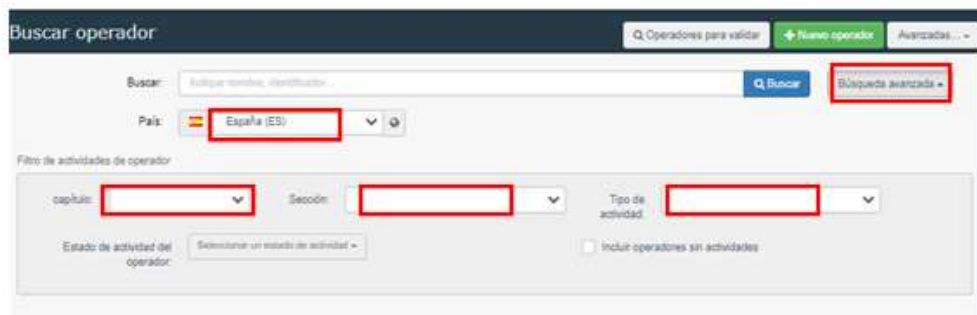 Buscar operador
Operadores para validar
+ Nuevo operador
Avanzadas... 
Buscar:
Indique nombre, identificador...
Buscar
Búsqueda avanzada
País:
España (ES)
Filtro de actividades de operador
capítulo:
Sección:
Tipo de
actividad:
Estado de actividad del
operador:
Seleccionar un estado de actividad
Incluir operadores sin actividades